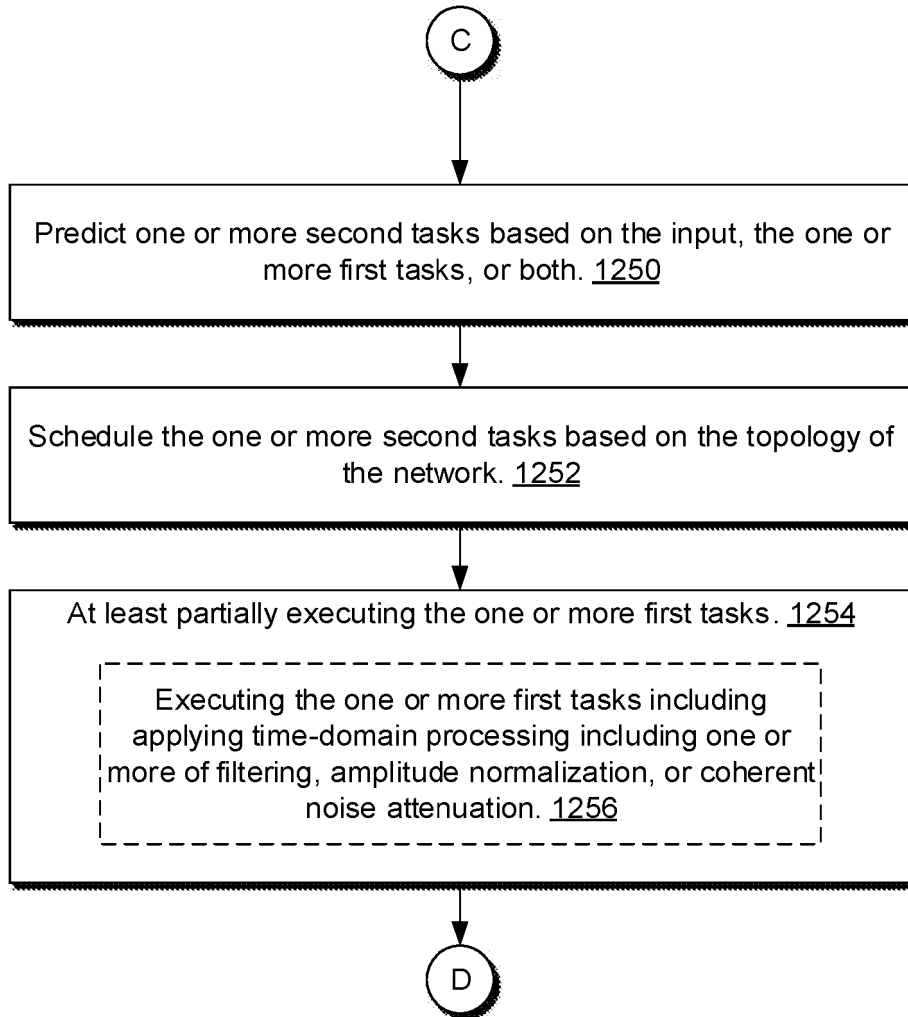 C
Predict one or more second tasks based on the input, the one or
more first tasks, or both. 1250
Schedule the one or more second tasks based on the topology of
the network. 1252
At least partially executing the one or more first tasks. 1254
Executing the one or more first tasks including
applying time-domain processing including one or
more of filtering, amplitude normalization, or coherent
noise attenuation. 1256
D